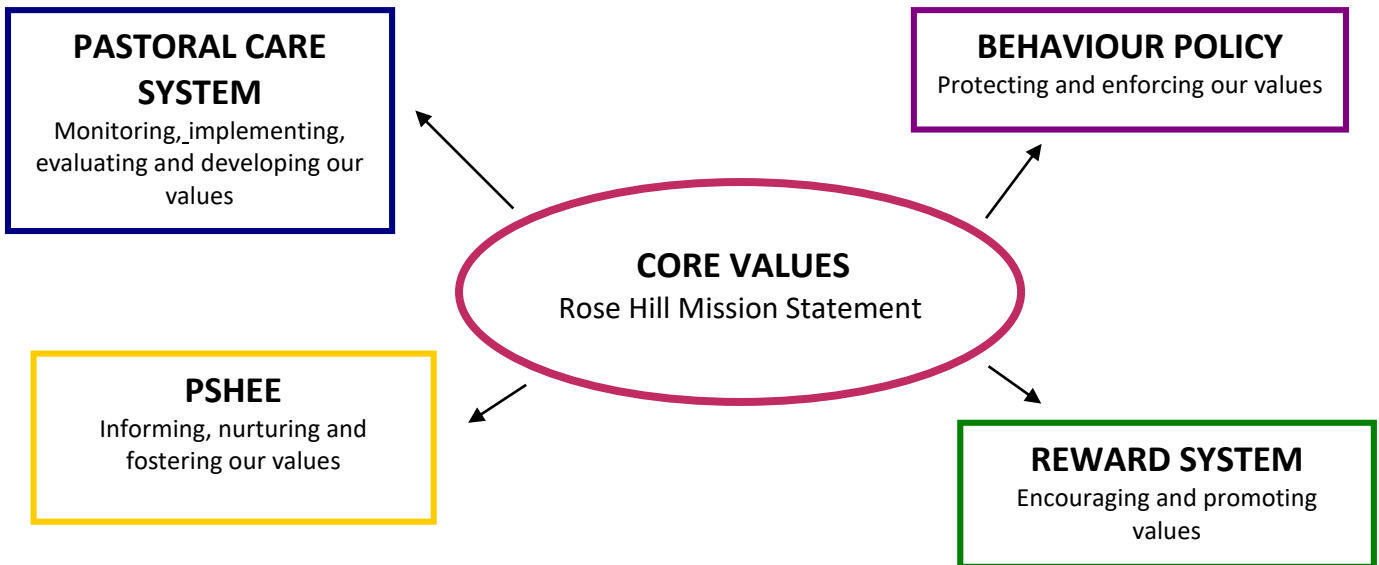 PASTORAL CARE
SYSTEM
Monitoring, implementing,
evaluating and developing our
values
BEHAVIOUR POLICY
Protecting and enforcing our values
CORE VALUES
Rose Hill Mission Statement
PSHEE
Informing, nurturing and
fostering our values
REWARD SYSTEM
Encouraging and promoting
values